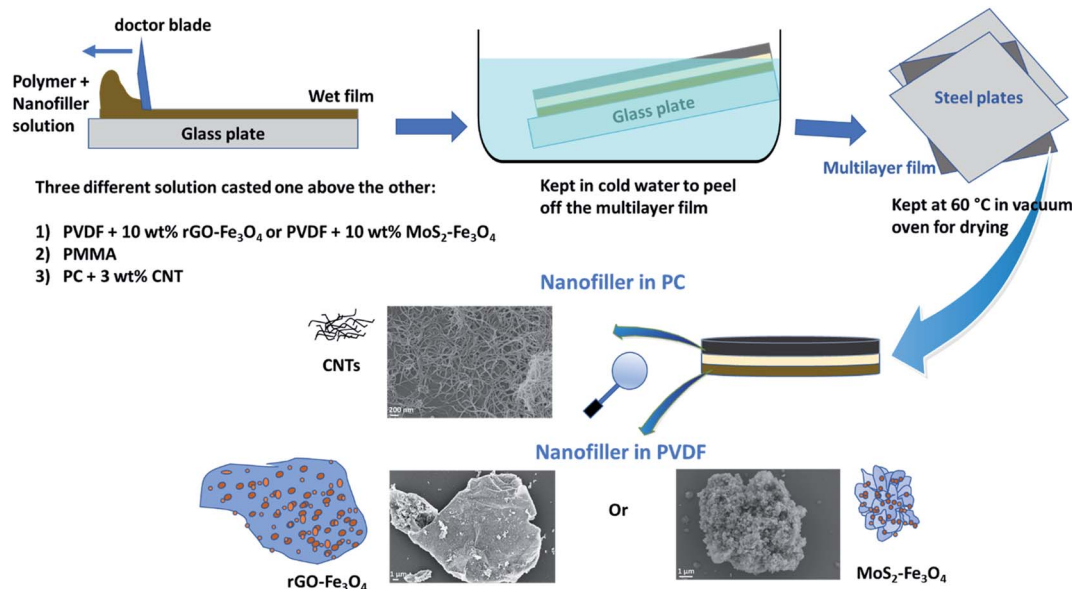 doctor blade
Polymer +
Nanofiller
solution
Wet film
Glass plate
Three different solution casted one above the other:
1) PVDF + 10 wt% rGO-Fe₃O₄ or PVDF + 10 wt% MoS₂-Fe₃O₄
2) PMMA
3) PC + 3 wt% CNT
Glass plate
Kept in cold water to peel
off the multilayer film
Steel plates
Multilayer film
Kept at 60 °C in vacuum
oven for drying
Nanofiller in PC
CNTs
200 nm
Nanofiller in PVDF
rGO-Fe₃O₄
1 μm
Or
1 μm
MoS₂-Fe₃O₄